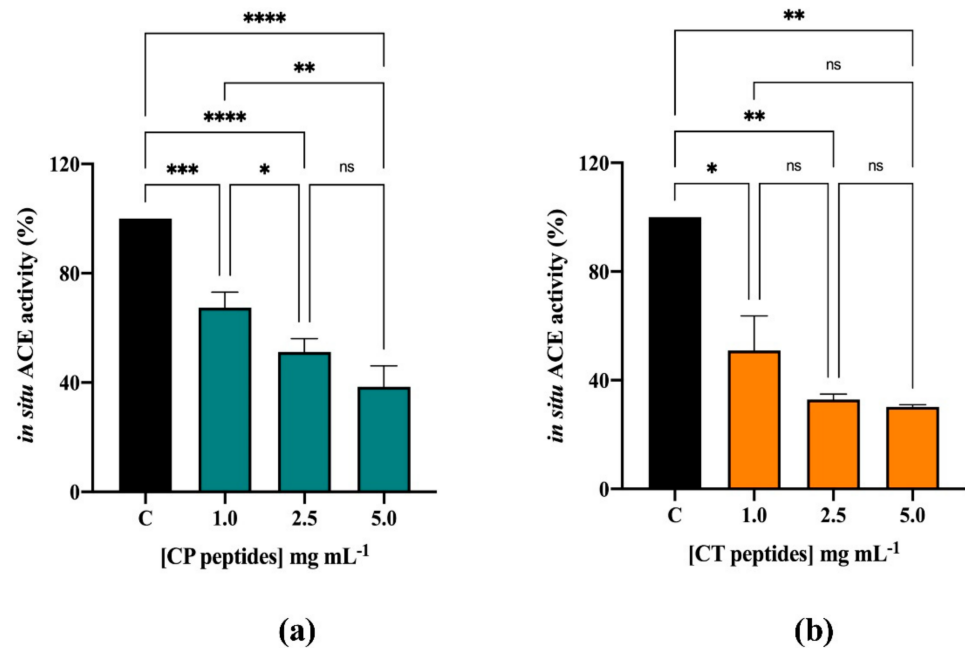 ****
**
****
*** * ns
120
80
40
0
in situ ACE activity (%)
C 1.0 2.5 5.0
[CP peptides] mg mL⁻¹
(a)
**
ns
**
* ns ns
120
80
40
0
in situ ACE activity (%)
C 1.0 2.5 5.0
[CT peptides] mg mL⁻¹
(b)